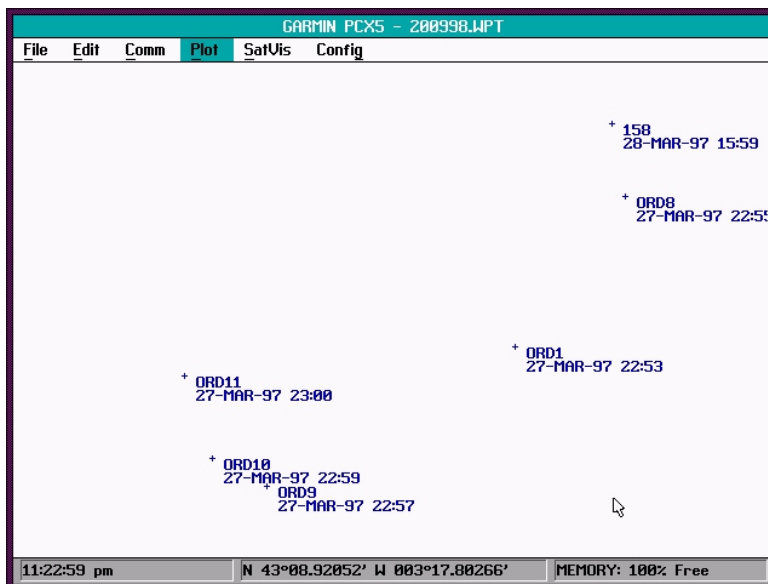 GARMIN PCX5 - 200998.WPT
File Edit Comm Plot SatVis Config
158
28-MAR-97 15:59
ORD8
27-MAR-97 22:55
ORD1
27-MAR-97 22:53
ORD11
27-MAR-97 23:00
ORD10
27-MAR-97 22:59
ORD9
27-MAR-97 22:57
11:22:59 pm N 43°08.92052' W 003°17.80266' MEMORY: 100% Free